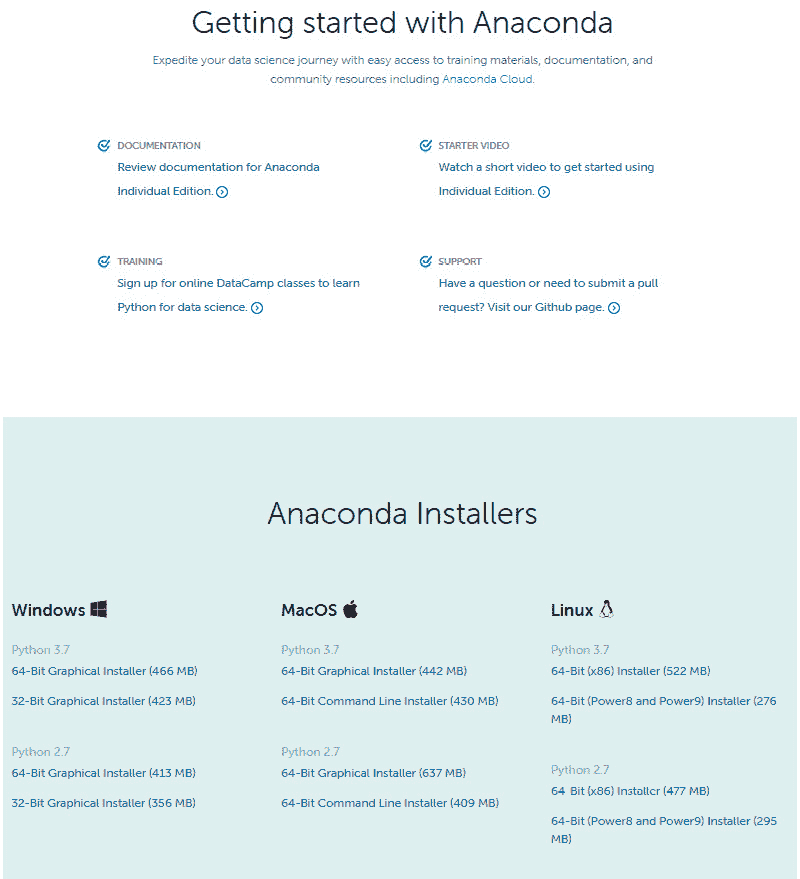 Getting started with Anaconda
Expedite your data science journey with easy access to training materials, documentation, and
community resources including Anaconda Cloud.
DOCUMENTATION
Review documentation for Anaconda
Individual Edition.
STARTER VIDEO
Watch a short video to get started using
Individual Edition.
TRAINING
Sign up for online DataCamp classes to learn
Python for data science.
SUPPORT
Have a question or need to submit a pull
request? Visit our Github page.
Anaconda Installers
Windows
Python 3.7
64-Bit Graphical Installer (466 MB)
32-Bit Graphical Installer (423 MB)
Python 2.7
64-Bit Graphical Installer (413 MB)
32-Bit Graphical Installer (356 MB)
MacOS
Python 3.7
64-Bit Graphical Installer (442 MB)
64-Bit Command Line Installer (430 MB)
Python 2.7
64-Bit Graphical Installer (637 MB)
64-Bit Command Line Installer (409 MB)
Linux
Python 3.7
64-Bit (x86) Installer (522 MB)
64-Bit (Power8 and Power9) Installer (276
MB)
Python 2.7
64-Bit (x86) Installer (477 MB)
64-Bit (Power8 and Power9) Installer (295
MB)